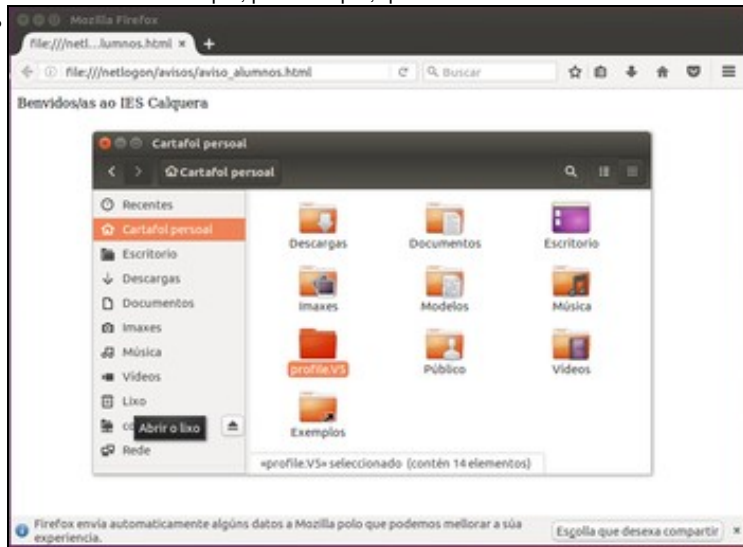 Mozilla Firefox
file:///netl...lumnos.html × +
file:///netlogon/avisos/aviso_alumnos.html
Buscar
Benvidos/as ao IES Calquera
Cartafol persoal
Cartafol persoal
Recentes
Cartafol persoal
Escritorio
Descargas
Documentos
Imaxes
Música
Vídeos
Lixo
Abrir o lixo
Rede
Descargas
Documentos
Escritorio
Imaxes
Modelos
Música
profile.V5
Público
Vídeos
Exemplos
«profile.V5» seleccionado (contén 14 elementos)
Firefox envía automaticamente algúns datos a Mozilla polo que podemos mellorar a súa
experiencia.
Escolla que desexa compartir ×